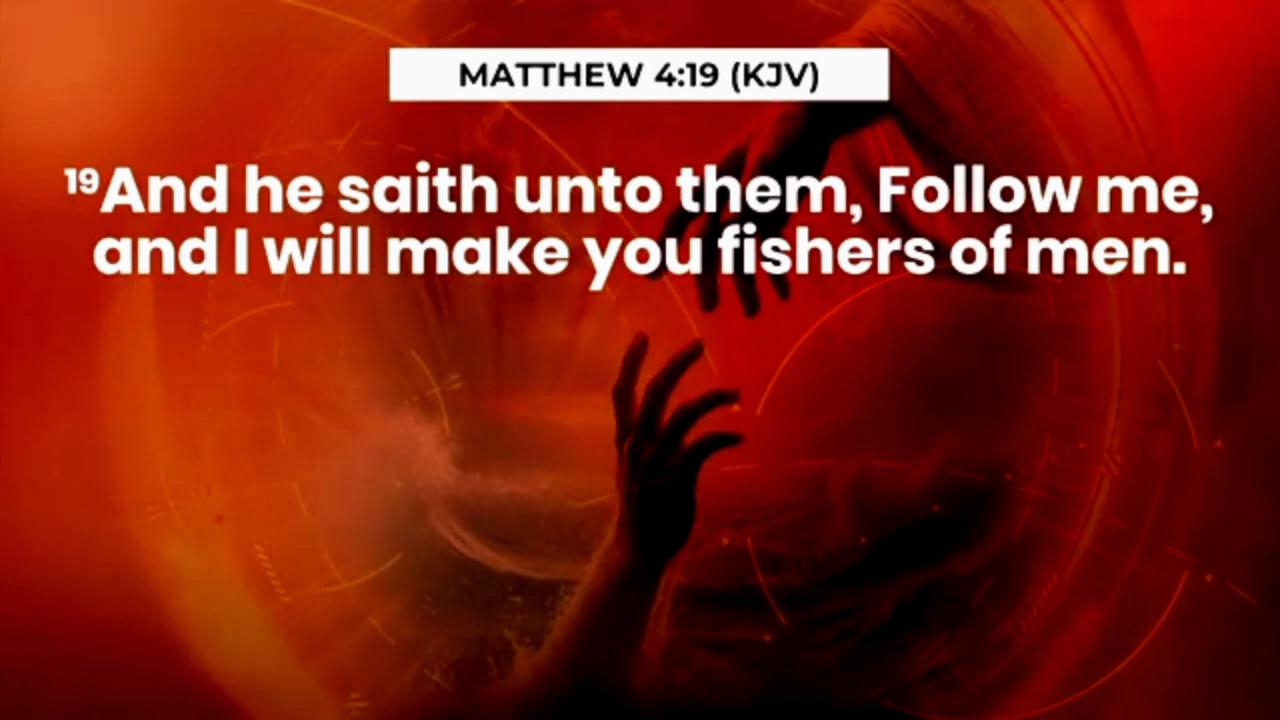 MATTHEW 4:19 (KJV)
¹⁹And he saith unto them, Follow me,
and I will make you fishers of men.